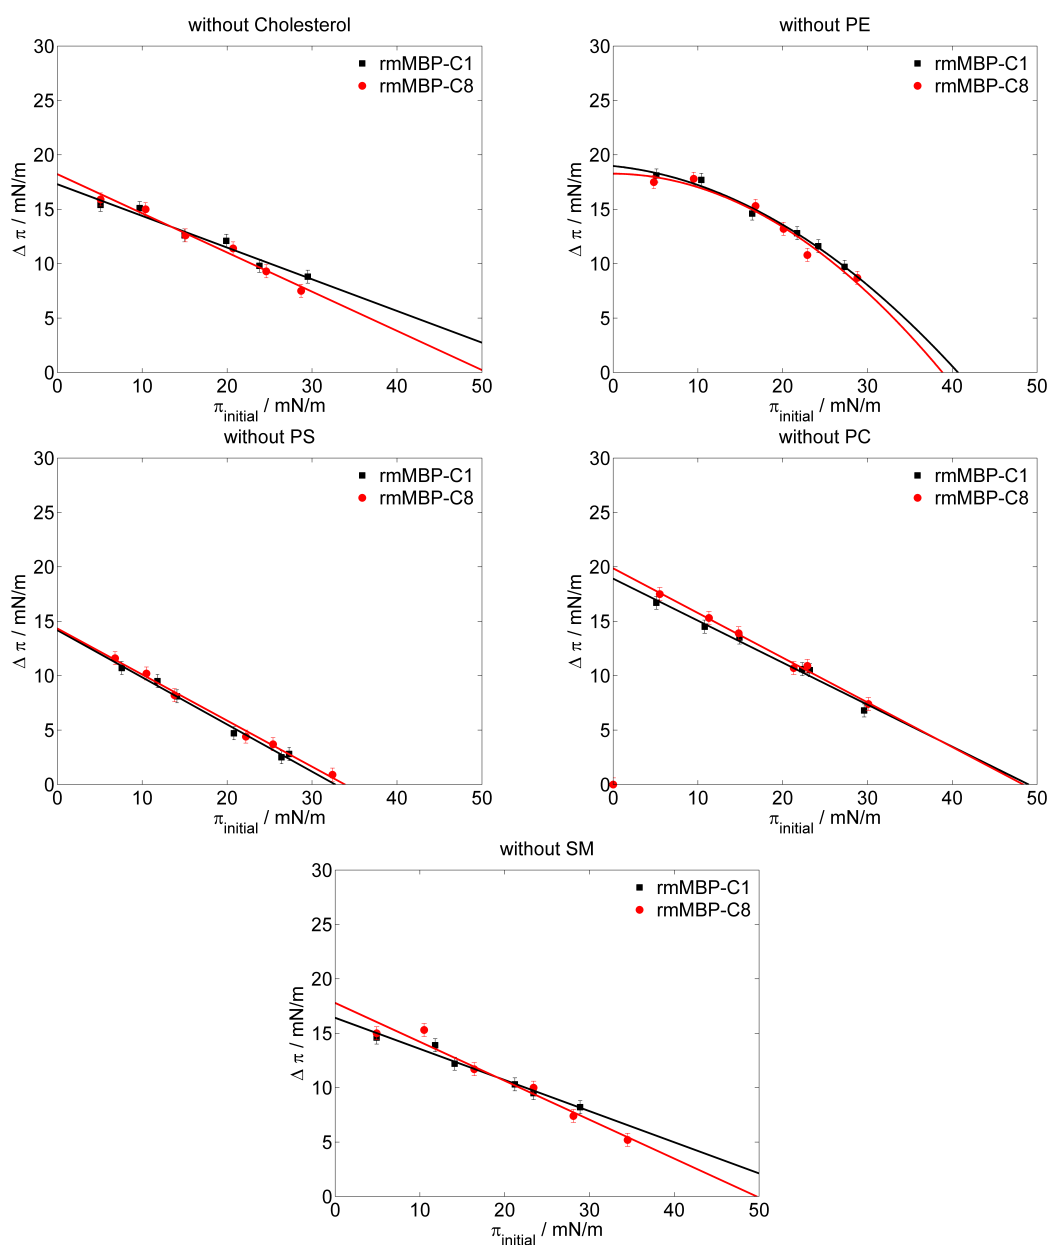 without Cholesterol
rmMBP-C1
rmMBP-C8
30
25
20
15
10
5
0
Δ π / mN/m
0 10 20 30 40 50
π_initial / mN/m
without PE
rmMBP-C1
rmMBP-C8
30
25
20
15
10
5
0
Δ π / mN/m
0 10 20 30 40 50
π_initial / mN/m
without PS
rmMBP-C1
rmMBP-C8
30
25
20
15
10
5
0
Δ π / mN/m
0 10 20 30 40 50
π_initial / mN/m
without PC
rmMBP-C1
rmMBP-C8
30
25
20
15
10
5
0
Δ π / mN/m
0 10 20 30 40 50
π_initial / mN/m
without SM
rmMBP-C1
rmMBP-C8
30
25
20
15
10
5
0
Δ π / mN/m
0 10 20 30 40 50
π_initial / mN/m